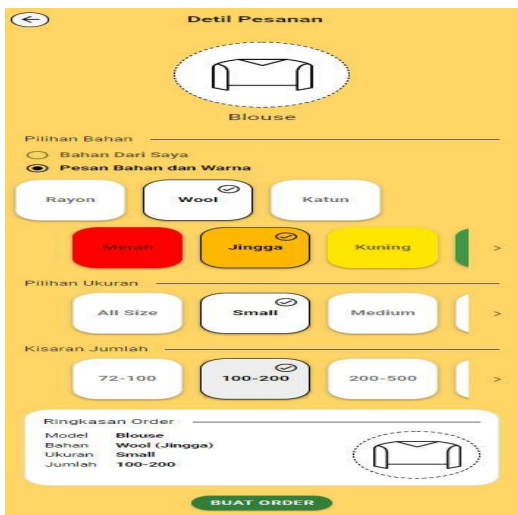 Detil Pesanan
Blouse
Pilihan Bahan
Bahan Dari Saya
Pesan Bahan dan Warna
Rayon Wool Katun
Merah Jingga Kuning >
Pilihan Ukuran
All Size Small Medium >
Kisaran Jumlah
72-100 100-200 200-500 >
Ringkasan Order
Model Blouse
Bahan Wool (Jingga)
Ukuran Small
Jumlah 100-200
BUAT ORDER